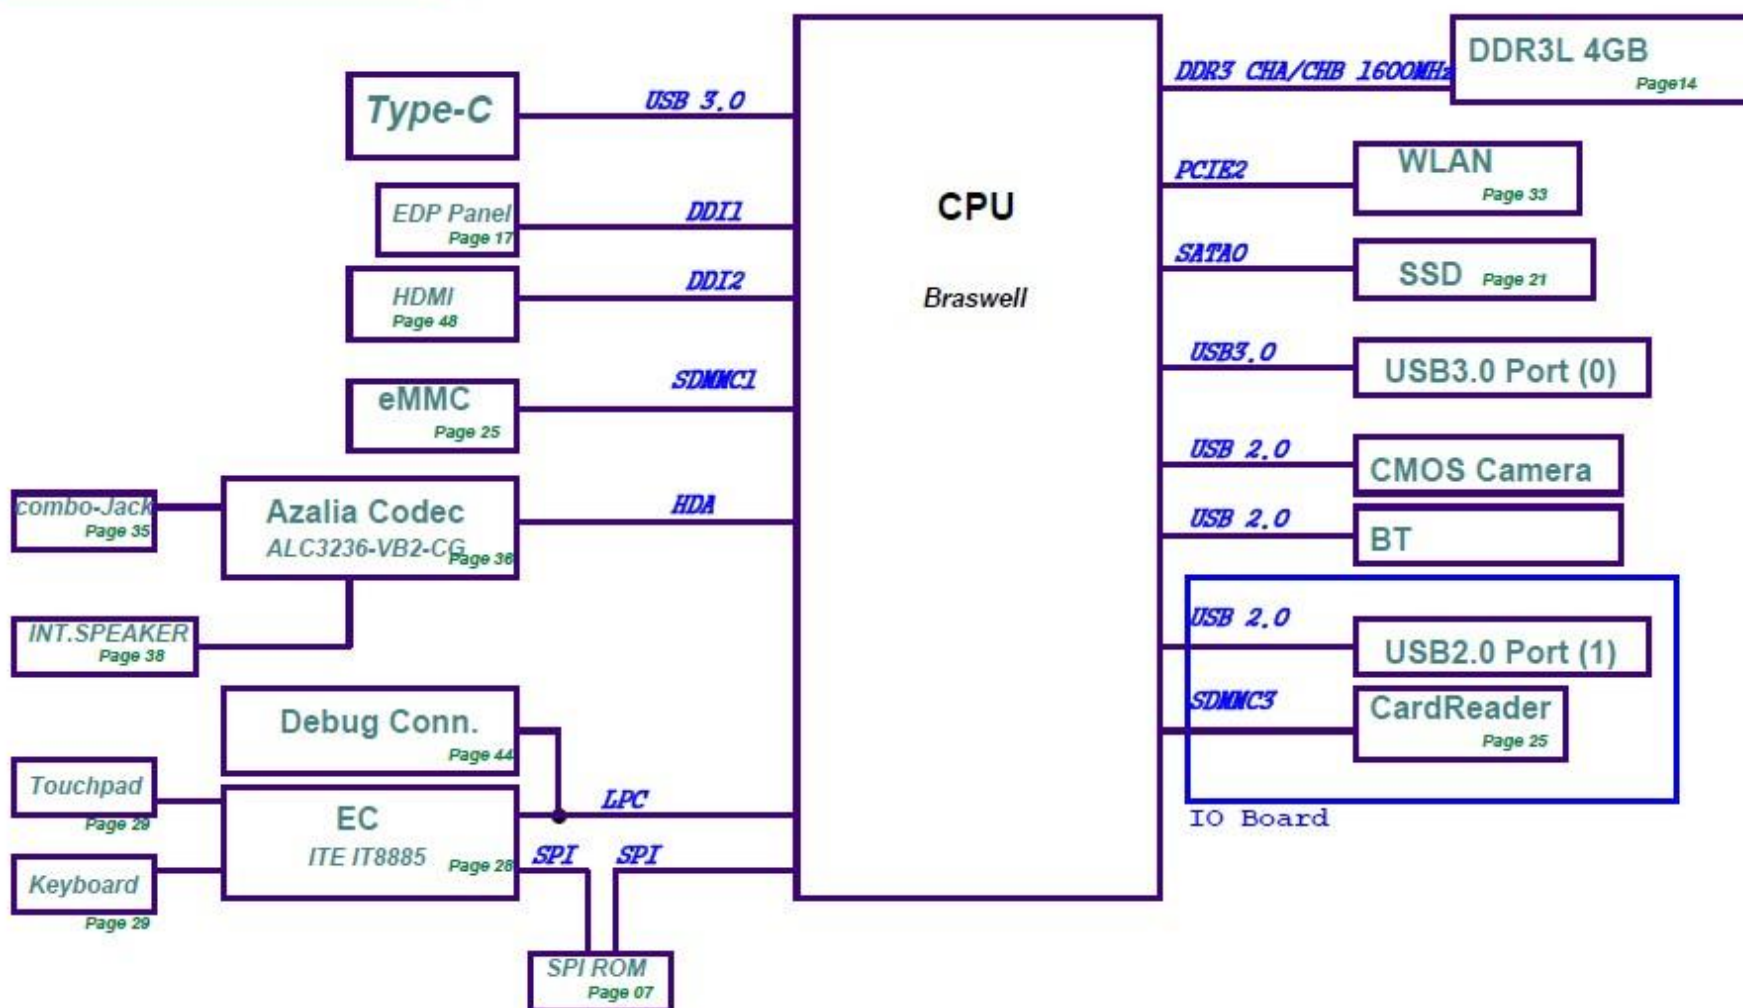 Type-C
USB 3.0
EDP Panel
Page 17
DDI1
HDMI
Page 48
DDI2
eMMC
Page 25
SDMMC1
combo-Jack
Page 35
Azalia Codec
ALC3236-VB2-CG
Page 36
HDA
INT.SPEAKER
Page 38
Debug Conn.
Page 44
Touchpad
Page 29
EC
ITE IT8885
Page 28
LPC
SPI
SPI
Keyboard
Page 29
SPI ROM
Page 07
CPU
Braswell
DDR3 CHA/CHB 1600MHz
DDR3L 4GB
Page14
PCIE2
WLAN
Page 33
SATA0
SSD Page 21
USB3.0
USB3.0 Port (0)
USB 2.0
CMOS Camera
USB 2.0
BT
USB 2.0
USB2.0 Port (1)
SDMMC3
CardReader
Page 25
IO Board